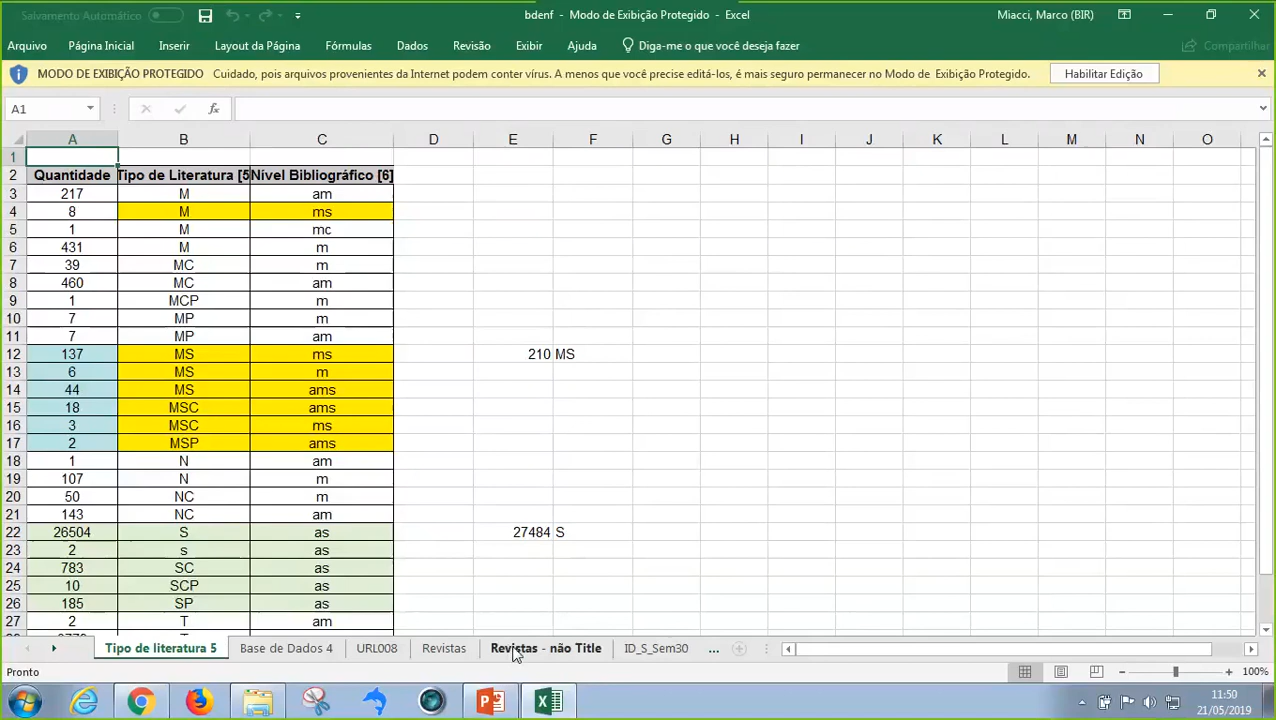 Salvamento Automático
bdenf - Modo de Exibição Protegido - Excel
Miacci, Marco (BIR)
Arquivo Página Inicial Inserir Layout da Página Fórmulas Dados Revisão Exibir Ajuda Diga-me o que você deseja fazer Compartilhar
MODO DE EXIBIÇÃO PROTEGIDO Cuidado, pois arquivos provenientes da Internet podem conter vírus. A menos que você precise editá-los, é mais seguro permanecer no Modo de Exibição Protegido. Habilitar Edição
A1 fx
A B C D E F G H I J K L M N O
1
2 Quantidade Tipo de Literatura [5 Nível Bibliográfico [6]
3 217 M am
4 8 M ms
5 1 M mc
6 431 M m
7 39 MC m
8 460 MC am
9 1 MCP m
10 7 MP m
11 7 MP am
12 137 MS ms 210 MS
13 6 MS m
14 44 MS ams
15 18 MSC ams
16 3 MSC ms
17 2 MSP ams
18 1 N am
19 107 N m
20 50 NC m
21 143 NC am
22 26504 S as 27484 S
23 2 s as
24 783 SC as
25 10 SCP as
26 185 SP as
27 2 T am
Tipo de literatura 5 Base de Dados 4 URL008 Revistas Revistas - não Title ID_S_Sem30 ...
Pronto 100%
11:50
21/05/2019